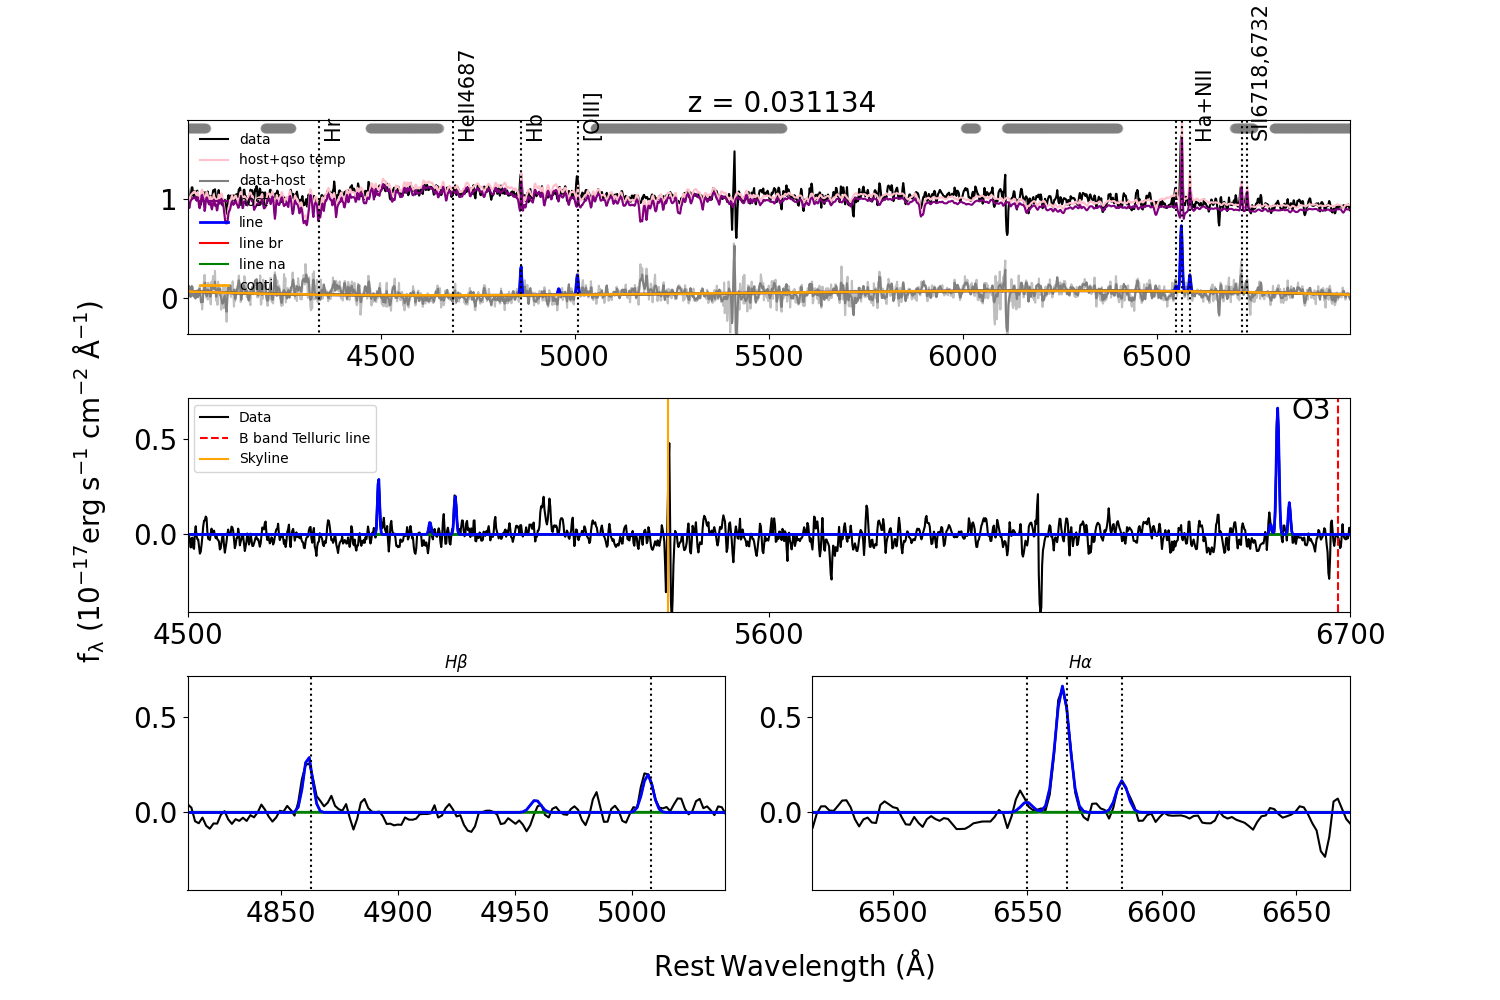 z = 0.031134
Hr
HeII4687
Hb
[OIII]
Ha+NII
SII6718,6732
data
host+qso temp
data-host
line
line br
line na
conti
1
0
4500 5000 5500 6000 6500
fλ (10⁻¹⁷erg s⁻¹ cm⁻² Å⁻¹)
Data
B band Telluric line
Skyline
O3
0.5
0.0
4500 5600 6700
Hβ
0.5
0.0
4850 4900 4950 5000
Hα
0.5
0.0
6500 6550 6600 6650
Rest Wavelength (Å)